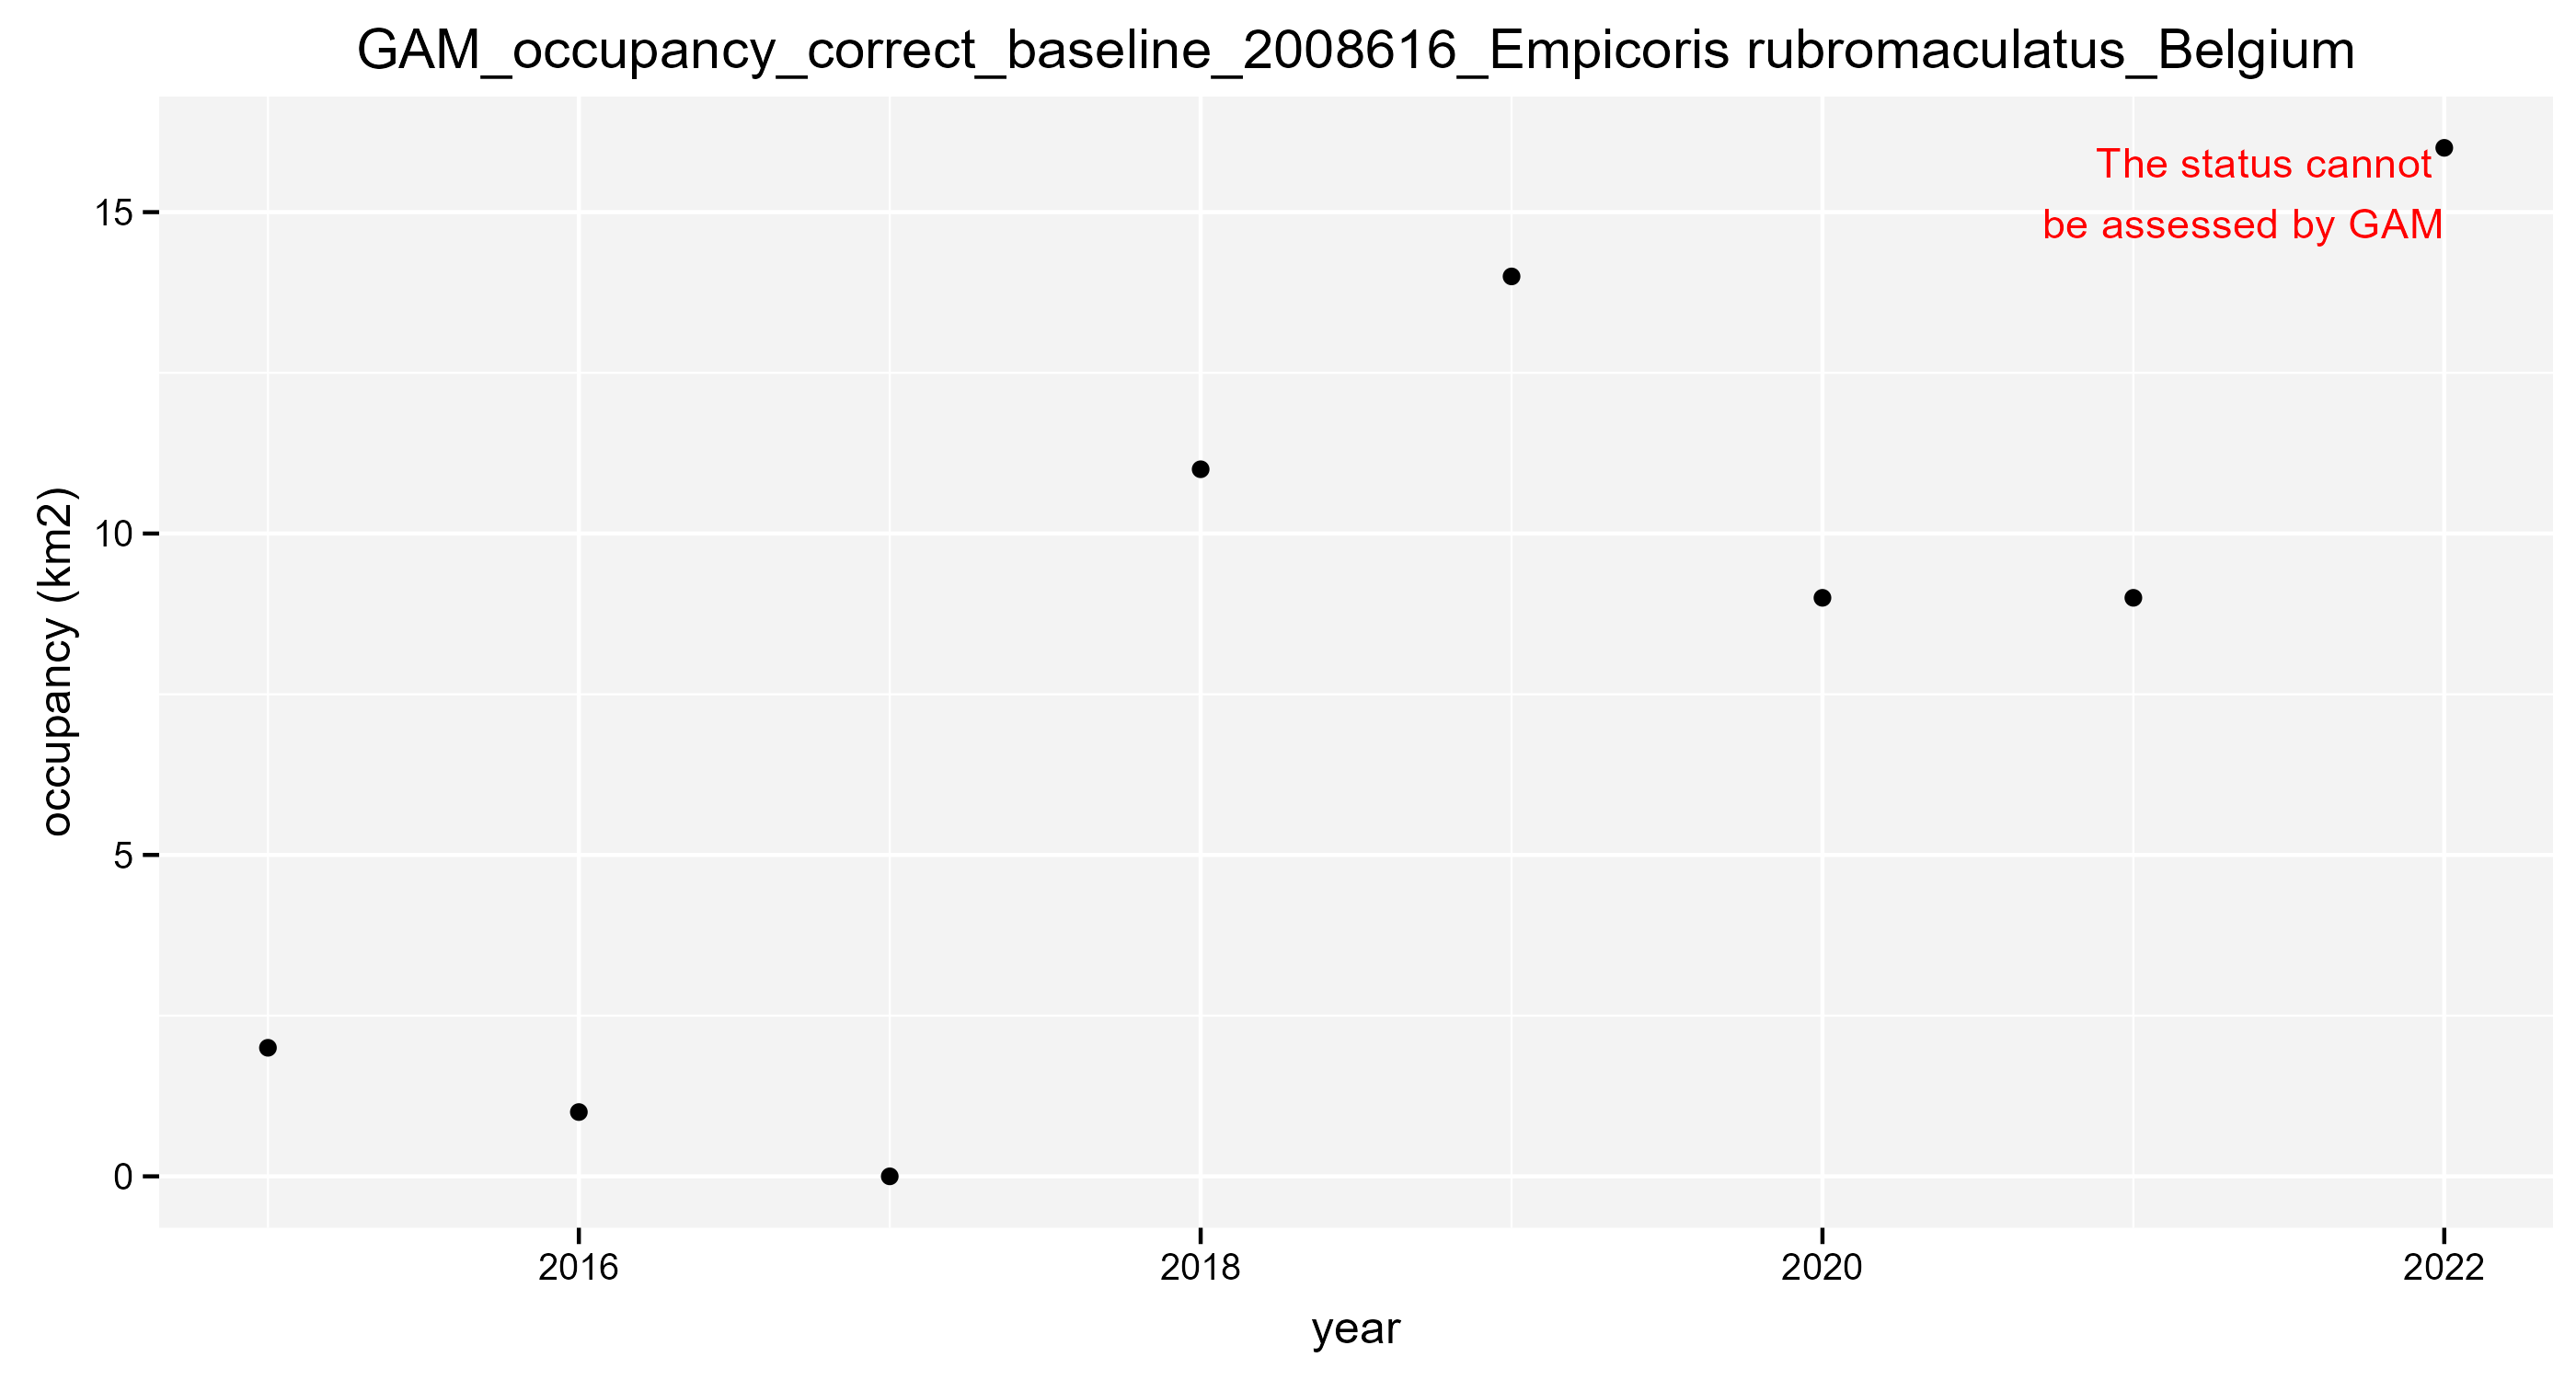 GAM_occupancy_correct_baseline_2008616_Empicoris rubromaculatus_Belgium
The status cannot
be assessed by GAM
15
10
5
0
occupancy (km2)
2016
2018
2020
2022
year